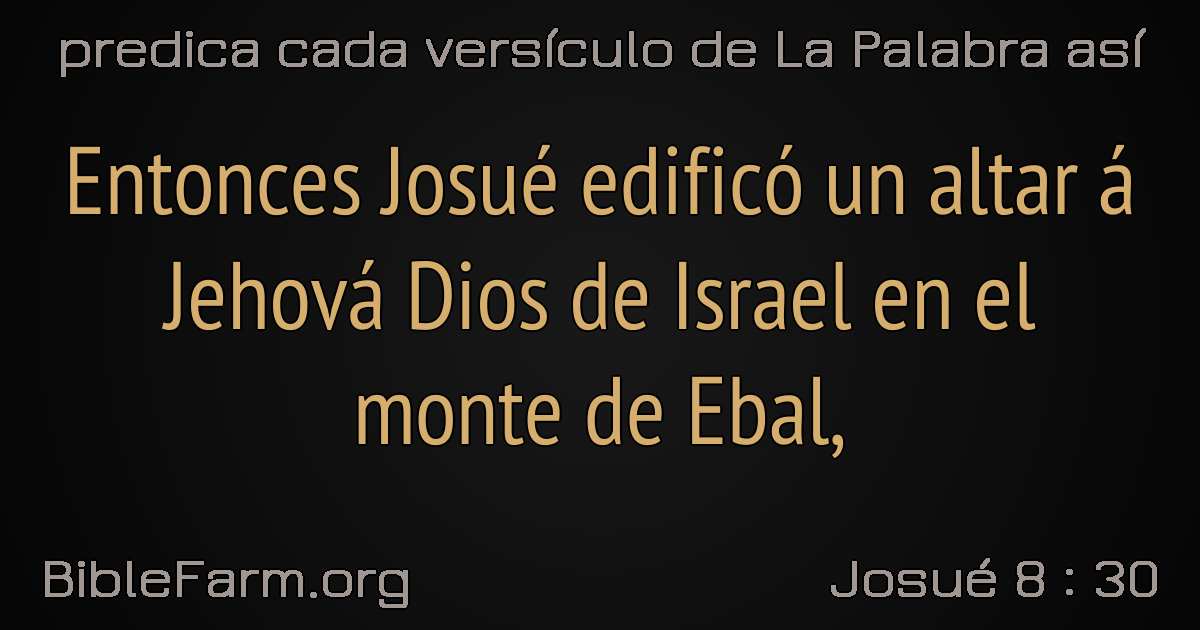 predica cada versículo de La Palabra así
Entonces Josué edificó un altar á
Jehová Dios de Israel en el
monte de Ebal,
BibleFarm.org
Josué 8 : 30